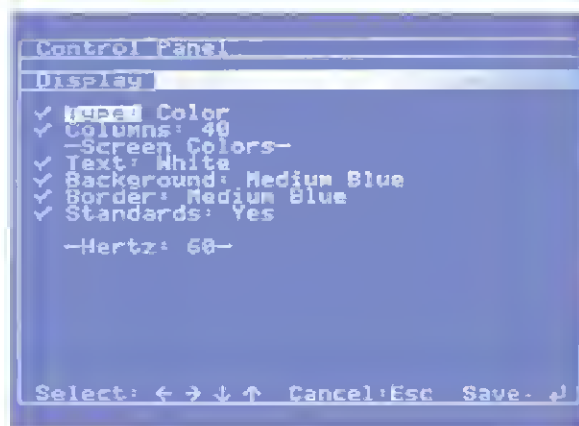 Control Panel
Display
✓ Type: Color
✓ Columns: 40
—Screen Colors—
✓ Text: White
✓ Background: Medium Blue
✓ Border: Medium Blue
✓ Standards: Yes
—Hertz: 60—
Select: ← → ↓ ↑ Cancel:Esc Save: ↵